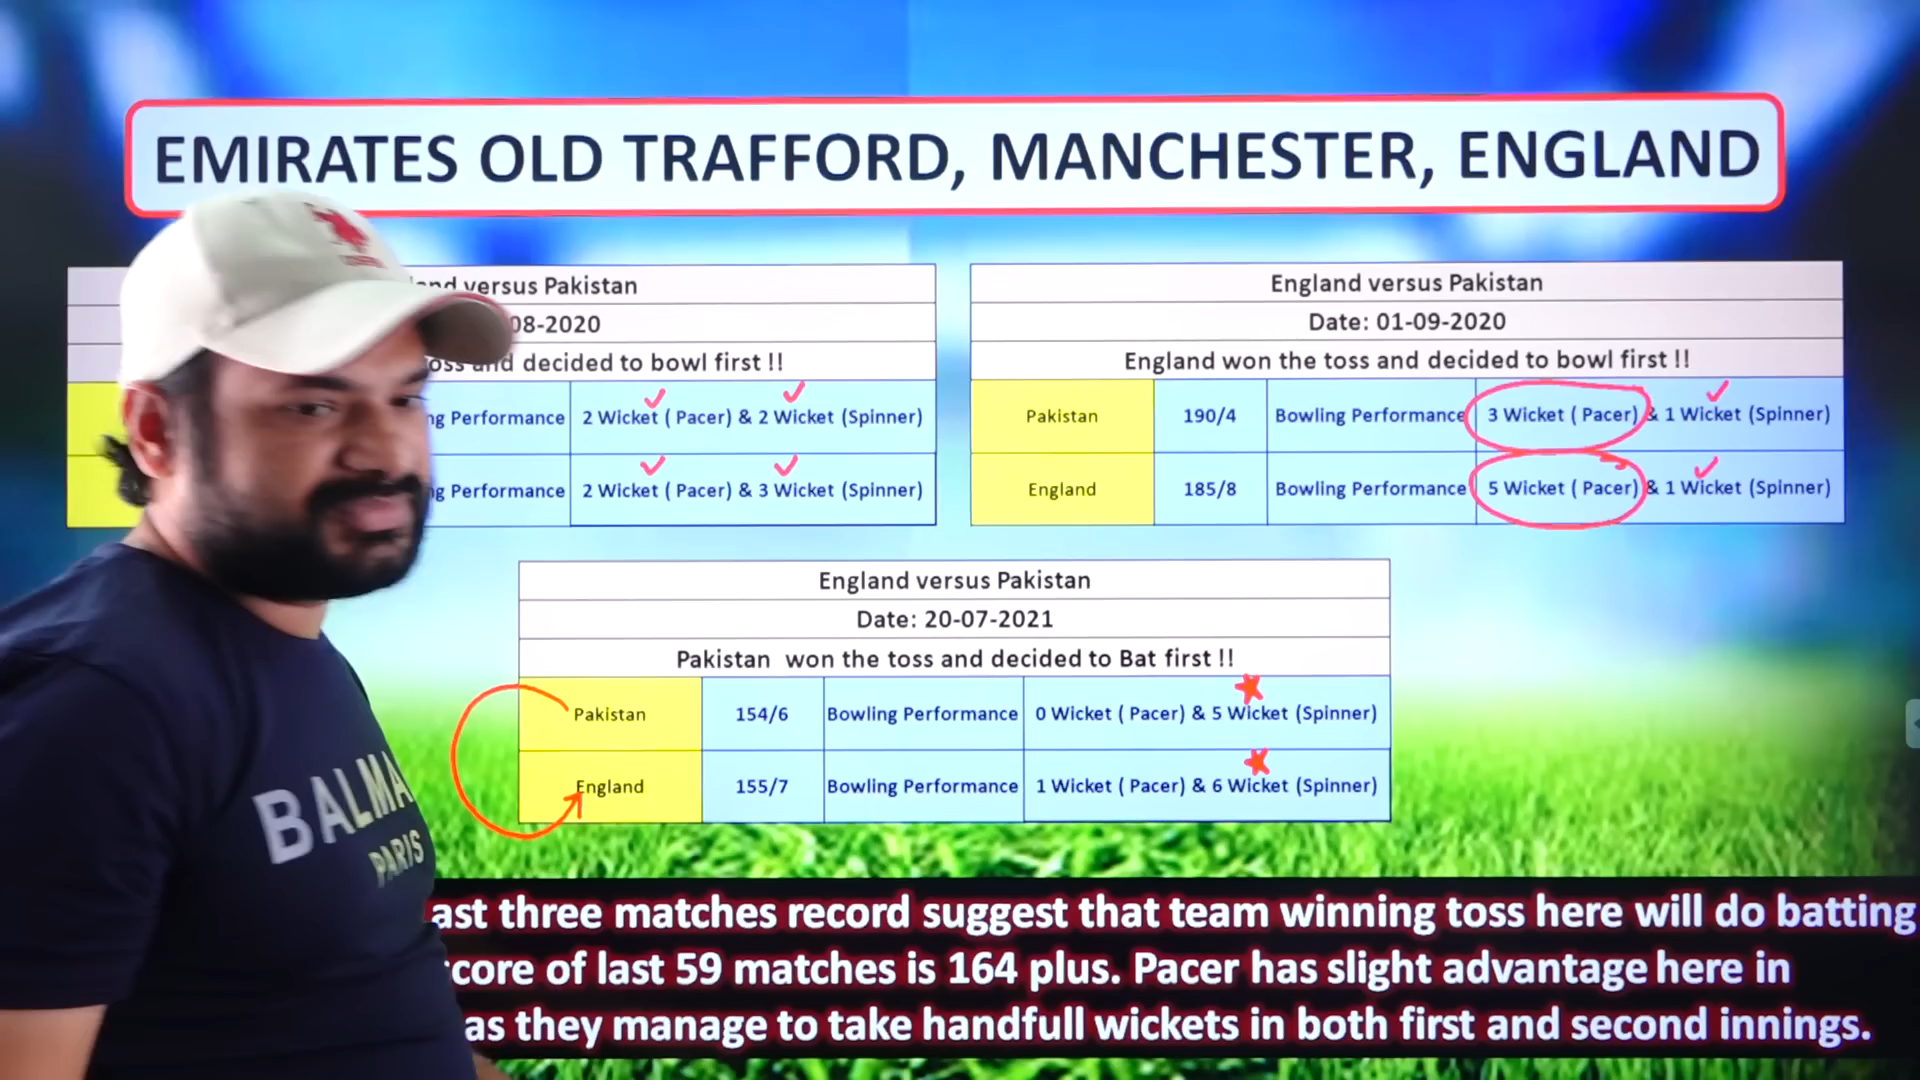 EMIRATES OLD TRAFFORD, MANCHESTER, ENGLAND
versus Pakistan
08-2020
and decided to bowl first !!
Performance 2 Wicket ( Pacer) & 2 Wicket (Spinner)
Performance 2 Wicket ( Pacer) & 3 Wicket (Spinner)
England versus Pakistan
Date: 01-09-2020
England won the toss and decided to bowl first !!
Pakistan 190/4 Bowling Performance 3 Wicket ( Pacer) & 1 Wicket (Spinner)
England 185/8 Bowling Performance 5 Wicket ( Pacer) & 1 Wicket (Spinner)
England versus Pakistan
Date: 20-07-2021
Pakistan won the toss and decided to Bat first !!
Pakistan 154/6 Bowling Performance 0 Wicket ( Pacer) & 5 Wicket (Spinner)
England 155/7 Bowling Performance 1 Wicket ( Pacer) & 6 Wicket (Spinner)
BALMA
PARIS
ast three matches record suggest that team winning toss here will do batting
core of last 59 matches is 164 plus. Pacer has slight advantage here in
as they manage to take handfull wickets in both first and second innings.